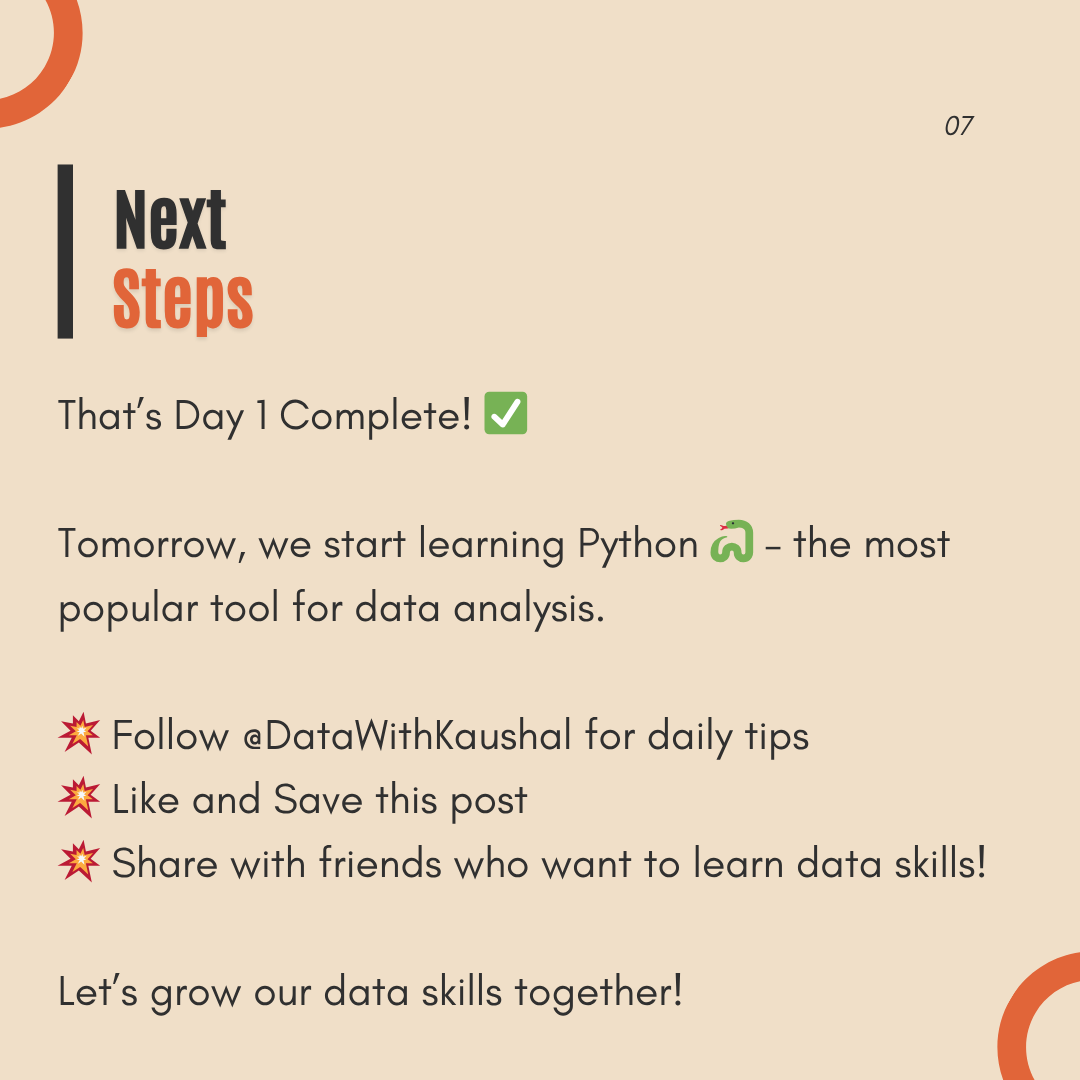 07
Next
Steps
That’s Day 1 Complete! ✅
Tomorrow, we start learning Python 🐍 – the most
popular tool for data analysis.
💥 Follow @DataWithKaushal for daily tips
💥 Like and Save this post
💥 Share with friends who want to learn data skills!
Let’s grow our data skills together!